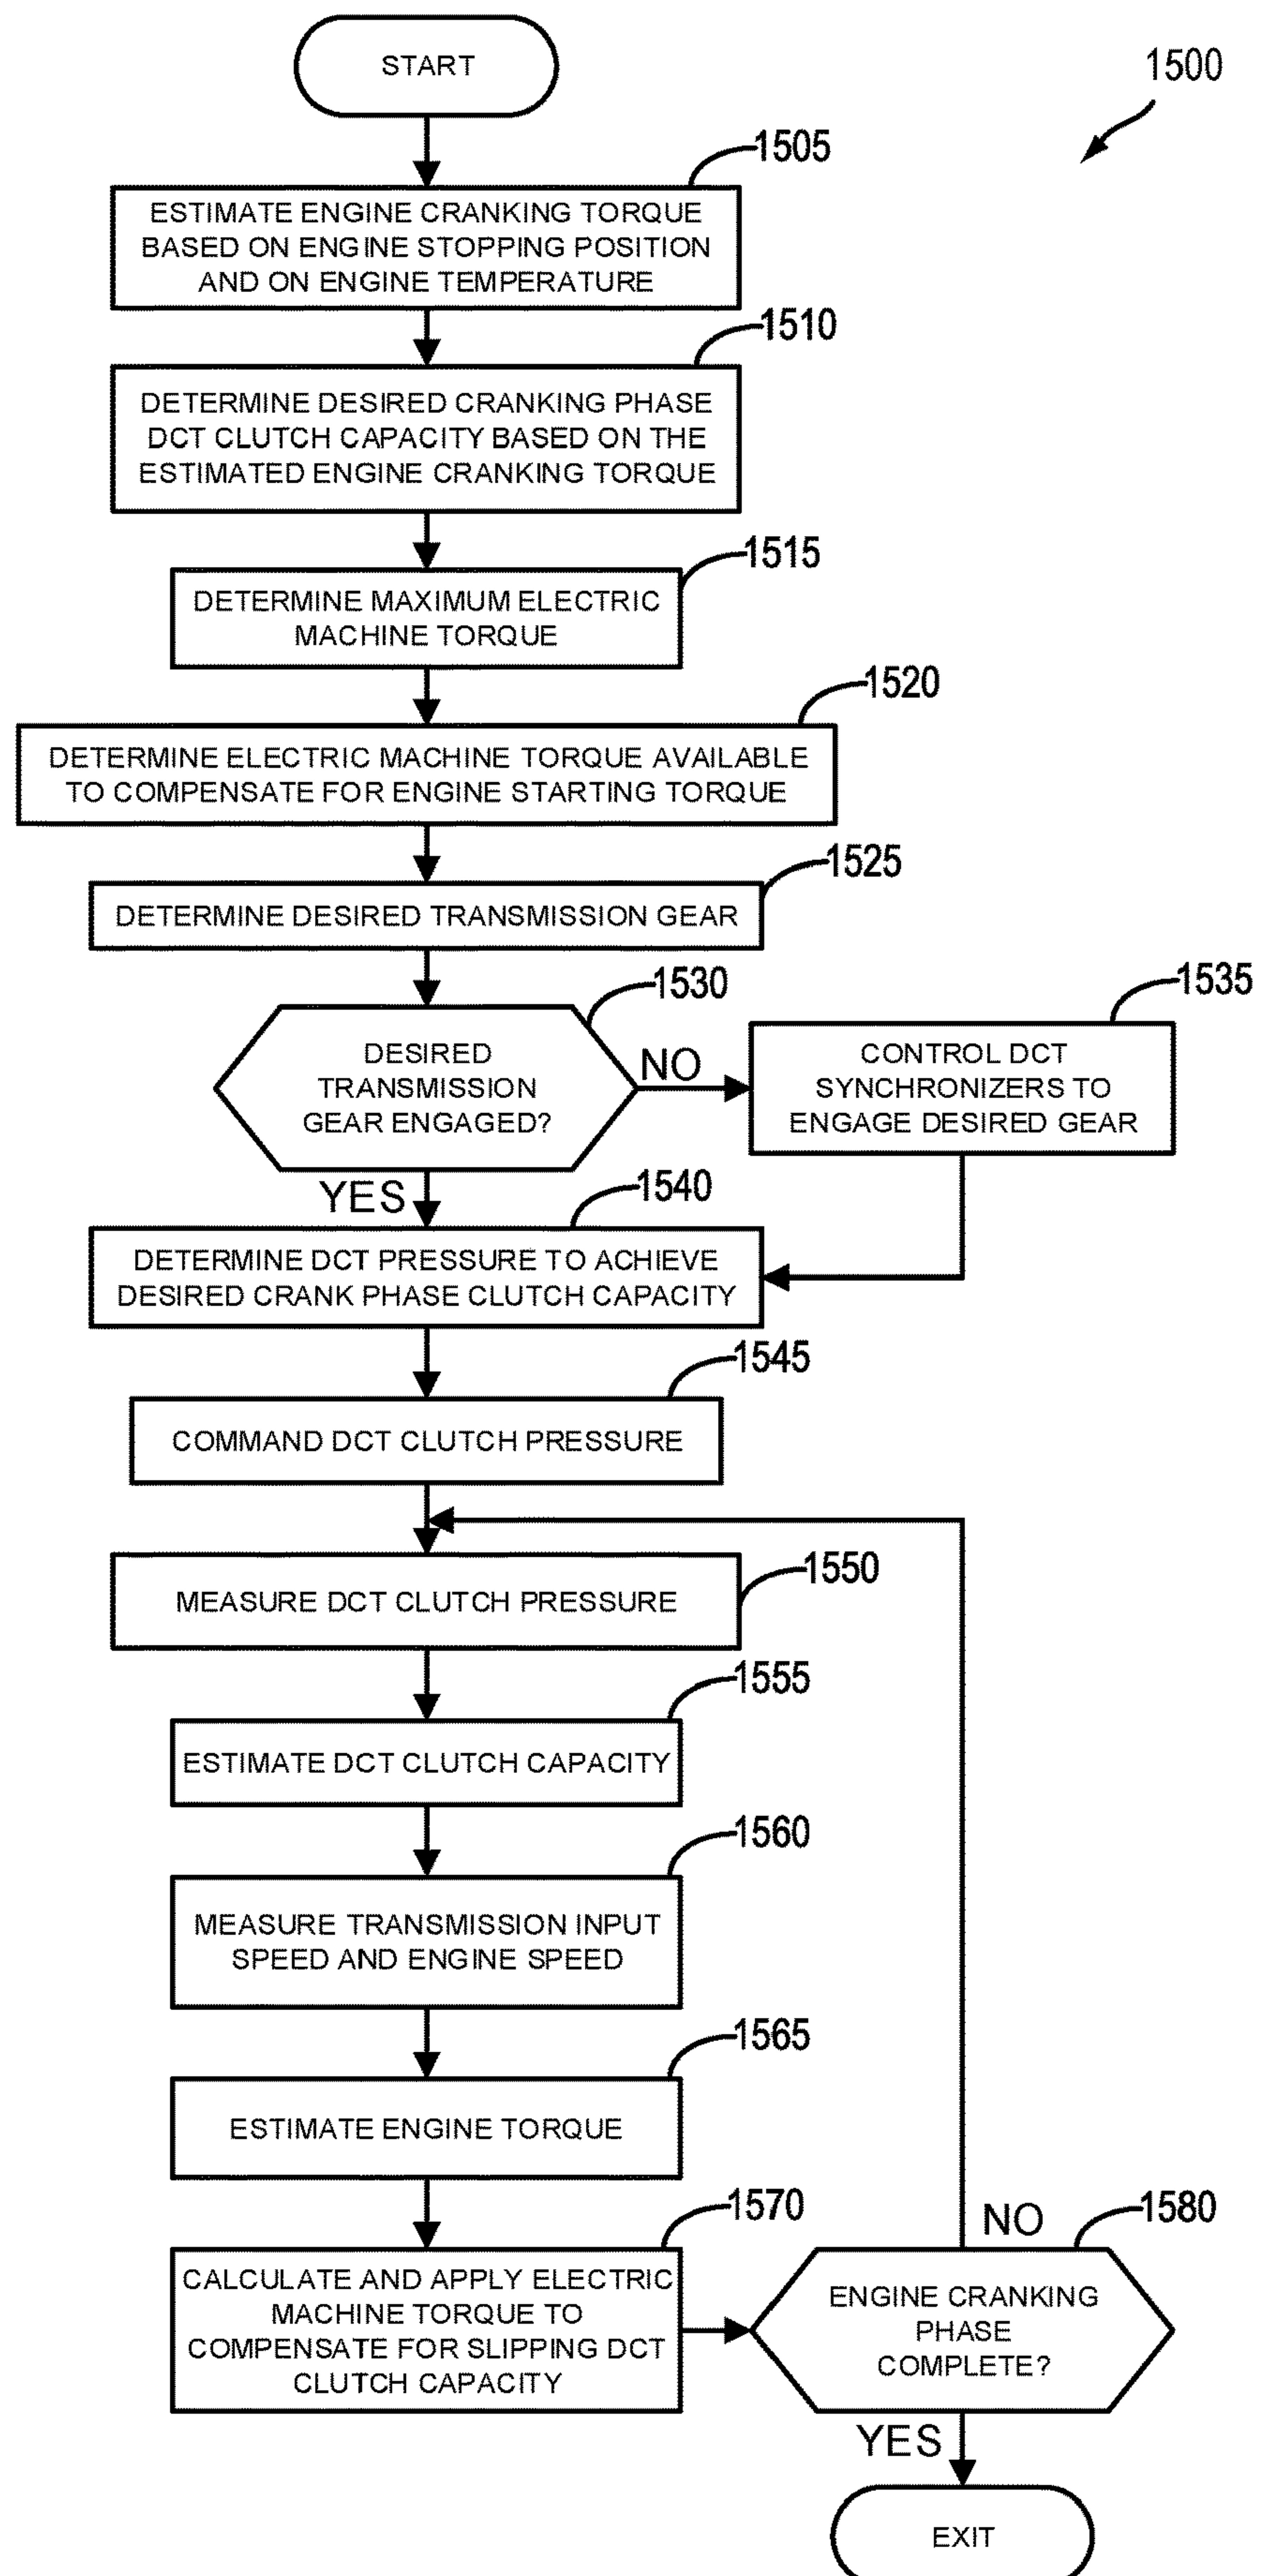 START
1500
1505
ESTIMATE ENGINE CRANKING TORQUE
BASED ON ENGINE STOPPING POSITION
AND ON ENGINE TEMPERATURE
1510
DETERMINE DESIRED CRANKING PHASE
DCT CLUTCH CAPACITY BASED ON THE
ESTIMATED ENGINE CRANKING TORQUE
1515
DETERMINE MAXIMUM ELECTRIC
MACHINE TORQUE
1520
DETERMINE ELECTRIC MACHINE TORQUE AVAILABLE
TO COMPENSATE FOR ENGINE STARTING TORQUE
1525
DETERMINE DESIRED TRANSMISSION GEAR
1530
DESIRED
TRANSMISSION
GEAR ENGAGED?
NO
1535
CONTROL DCT
SYNCHRONIZERS TO
ENGAGE DESIRED GEAR
YES
1540
DETERMINE DCT PRESSURE TO ACHIEVE
DESIRED CRANK PHASE CLUTCH CAPACITY
1545
COMMAND DCT CLUTCH PRESSURE
1550
MEASURE DCT CLUTCH PRESSURE
1555
ESTIMATE DCT CLUTCH CAPACITY
1560
MEASURE TRANSMISSION INPUT
SPEED AND ENGINE SPEED
1565
ESTIMATE ENGINE TORQUE
1570
CALCULATE AND APPLY ELECTRIC
MACHINE TORQUE TO
COMPENSATE FOR SLIPPING DCT
CLUTCH CAPACITY
NO
1580
ENGINE CRANKING
PHASE
COMPLETE?
YES
EXIT